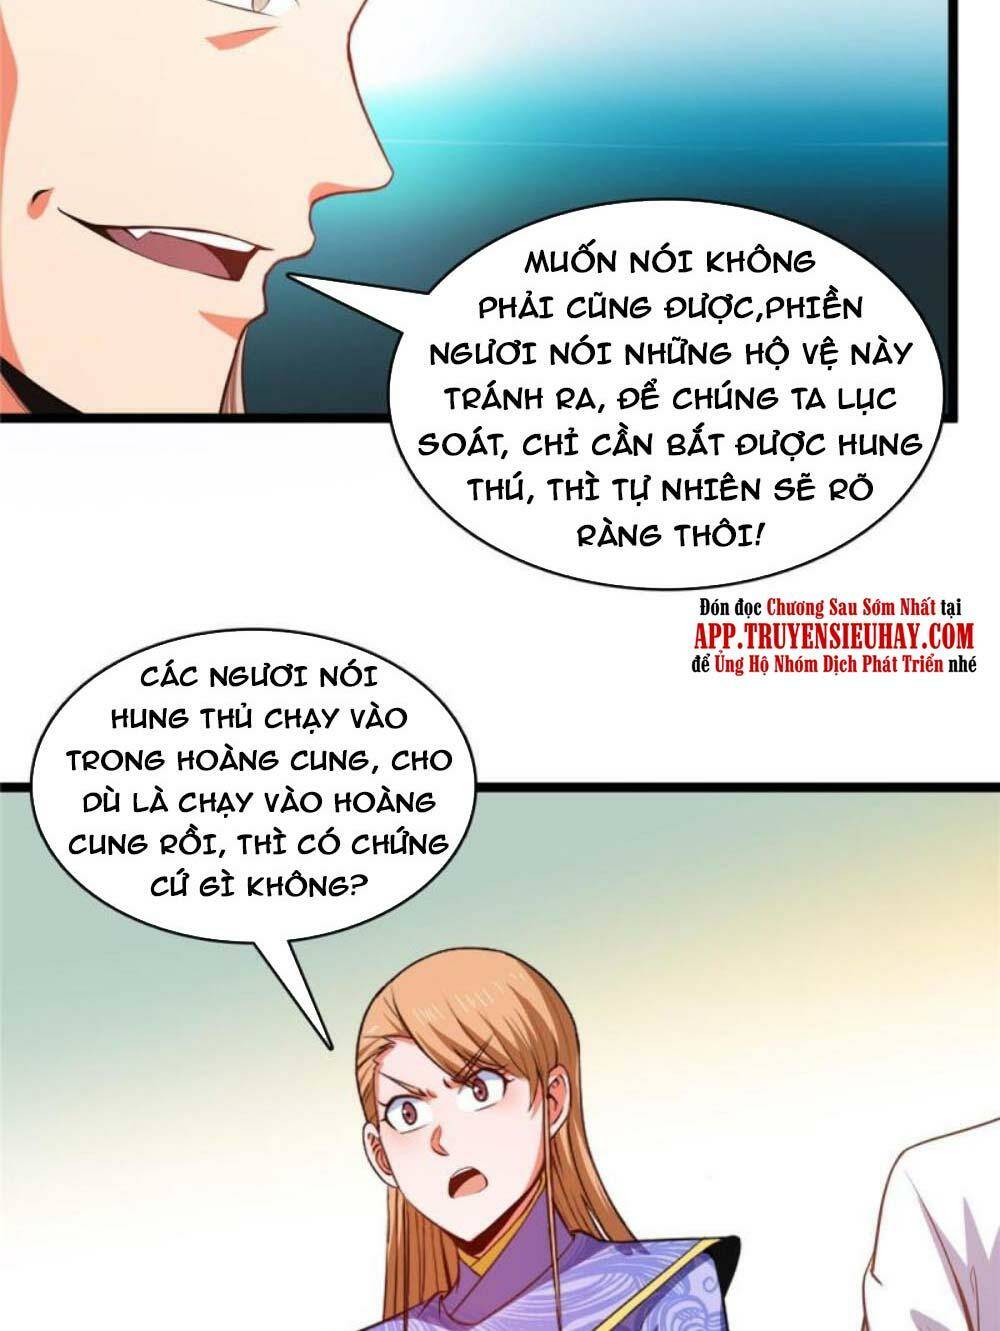 MUỐN NÓI KHÔNG
PHẢI CŨNG ĐƯỢC,PHIỀN
NGƯƠI NÓI NHỮNG HỘ VỆ NÀY
TRÁNH RA, ĐỂ CHÚNG TA LỤC
SOÁT, CHỈ CẦN BẮT ĐƯỢC HUNG
THÚ, THÌ TỰ NHIÊN SẼ RÕ
RÀNG THÔI!
Đón đọc Chương Sau Sớm Nhất tại
APP.TRUYENSIEUHAY.COM
để Ủng Hộ Nhóm Dịch Phát Triển nhé
CÁC NGƯƠI NÓI
HUNG THỦ CHẠY VÀO
TRONG HOÀNG CUNG, CHO
DÙ LÀ CHẠY VÀO HOÀNG
CUNG RỒI, THÌ CÓ CHỨNG
CỨ GÌ KHÔNG?